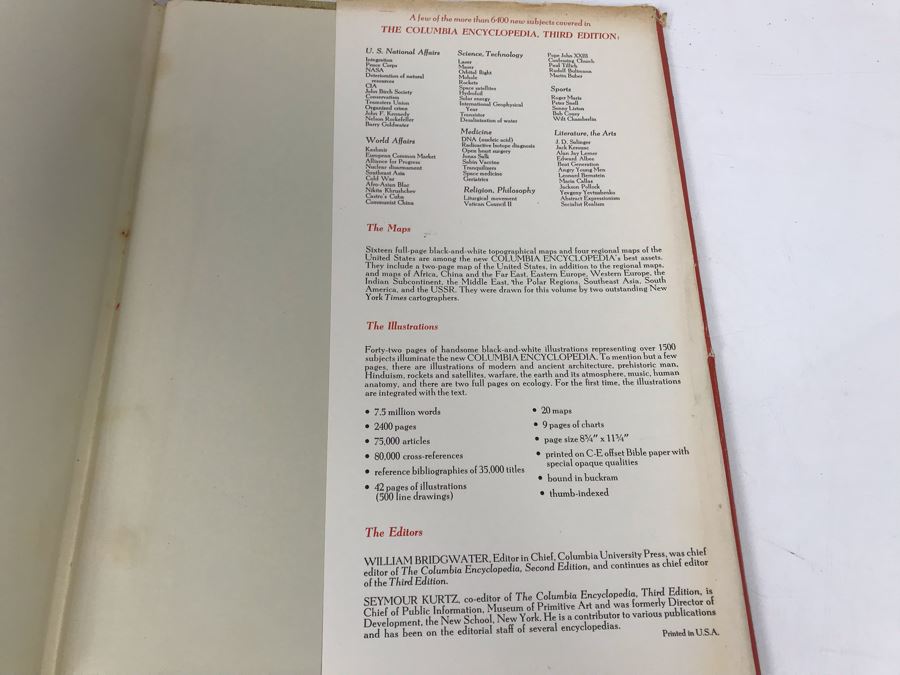 A few of the more than 6400 new subjects covered in
THE COLUMBIA ENCYCLOPEDIA, THIRD EDITION:
U. S. National Affairs
Integration
Peace Corps
NASA
Deterioration of natural
resources
CIA
John Birch Society
Conservatism
Teamsters Union
Organized crime
John F. Kennedy
Nelson Rockefeller
Barry Goldwater
World Affairs
Kashmir
European Common Market
Alliance for Progress
Nuclear disarmament
Southeast Asia
Cold War
Afro-Asian Bloc
Nikita Khrushchev
Castro's Cuba
Communist China
Science, Technology
Laser
Maser
Orbital flight
Mohole
Rockets
Space satellites
Hydrofoil
Solar energy
International Geophysical
Year
Transistor
Desalinization of water
Medicine
DNA (nucleic acid)
Radioactive isotope diagnosis
Open heart surgery
Jonas Salk
Sabin Vaccine
Tranquilizers
Space medicine
Geriatrics
Religion, Philosophy
Liturgical movement
Vatican Council II
Pope John XXIII
Confessing Church
Paul Tillich
Rudolf Bultmann
Martin Buber
Sports
Roger Maris
Peter Snell
Sonny Liston
Bob Cousy
Wilt Chamberlin
Literature, the Arts
J. D. Salinger
Jack Kerouac
Alan Jay Lerner
Edward Albee
Beat Generation
Angry Young Men
Leonard Bernstein
Maria Callas
Jackson Pollock
Yevgeny Yevtushenko
Abstract Expressionism
Socialist Realism
The Maps
Sixteen full-page black-and-white topographical maps and four regional maps of the
United States are among the new COLUMBIA ENCYCLOPEDIA's best assets.
They include a two-page map of the United States, in addition to the regional maps,
and maps of Africa, China and the Far East, Eastern Europe, Western Europe, the
Indian Subcontinent, the Middle East, the Polar Regions, Southeast Asia, South
America, and the USSR. They were drawn for this volume by two outstanding New
York Times cartographers.
The Illustrations
Forty-two pages of handsome black-and-white illustrations representing over 1500
subjects illuminate the new COLUMBIA ENCYCLOPEDIA. To mention but a few
pages, there are illustrations of modern and ancient architecture, prehistoric man,
Hinduism, rockets and satellites, warfare, the earth and its atmosphere, music, human
anatomy, and there are two full pages on ecology. For the first time, the illustrations
are integrated with the text.
• 7.5 million words
• 2400 pages
• 75,000 articles
• 80,000 cross-references
• reference bibliographies of 35,000 titles
• 42 pages of illustrations
(500 line drawings)
• 20 maps
• 9 pages of charts
• page size 8¾" x 11¾"
• printed on C-E offset Bible paper with
special opaque qualities
• bound in buckram
• thumb-indexed
The Editors
WILLIAM BRIDGWATER, Editor in Chief, Columbia University Press, was chief
editor of The Columbia Encyclopedia, Second Edition, and continues as chief editor
of the Third Edition.
SEYMOUR KURTZ, co-editor of The Columbia Encyclopedia, Third Edition, is
Chief of Public Information, Museum of Primitive Art and was formerly Director of
Development, the New School, New York. He is a contributor to various publications
and has been on the editorial staff of several encyclopedias.
Printed in U.S.A.